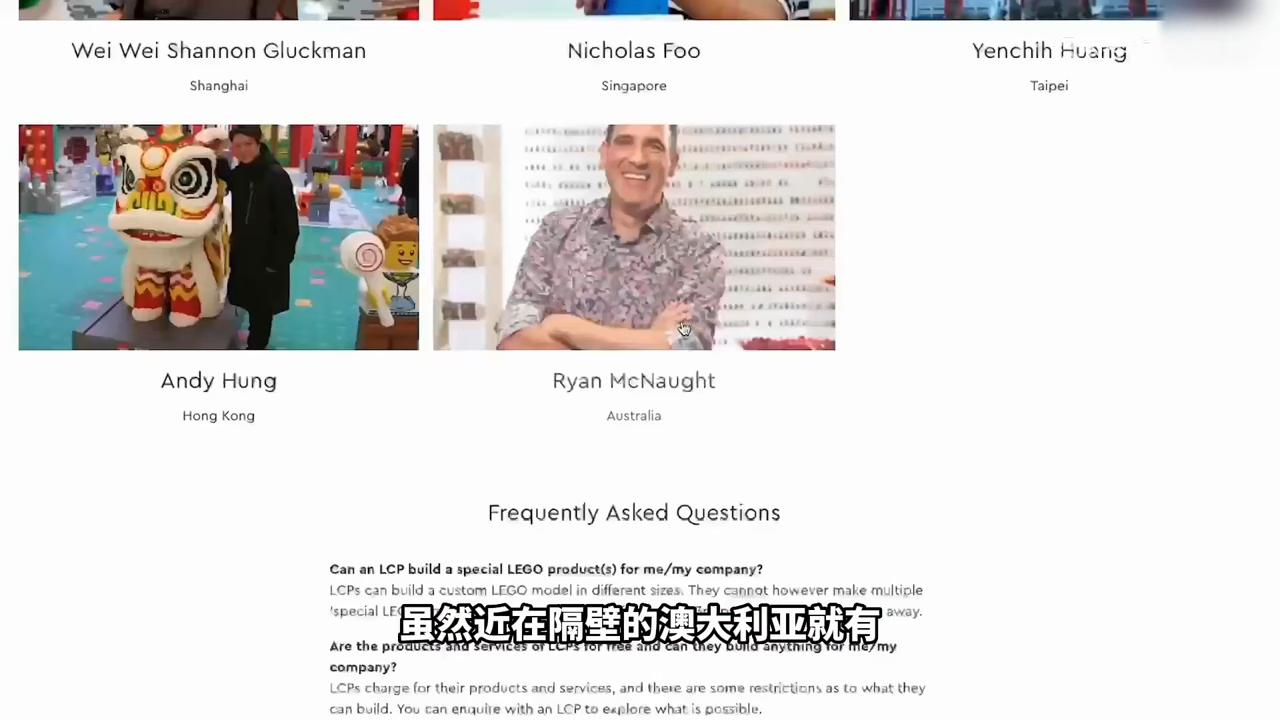 Wei Wei Shannon Gluckman
Shanghai
Nicholas Foo
Singapore
Yenchih Huang
Taipei
Andy Hung
Hong Kong
Ryan McNaught
Australia
Frequently Asked Questions
Can an LCP build a special LEGO product(s) for me/my company?
LCPs can build a custom LEGO model in different sizes. They cannot however make multiple
'special LEG
away.
虽然近在隔壁的澳大利亚就有
Are the products and services of LCPs for free and can they build anything for me/my
company?
LCPs charge for their products and services, and there are some restrictions as to what they
can build. You can enquire with an LCP to explore what is possible.